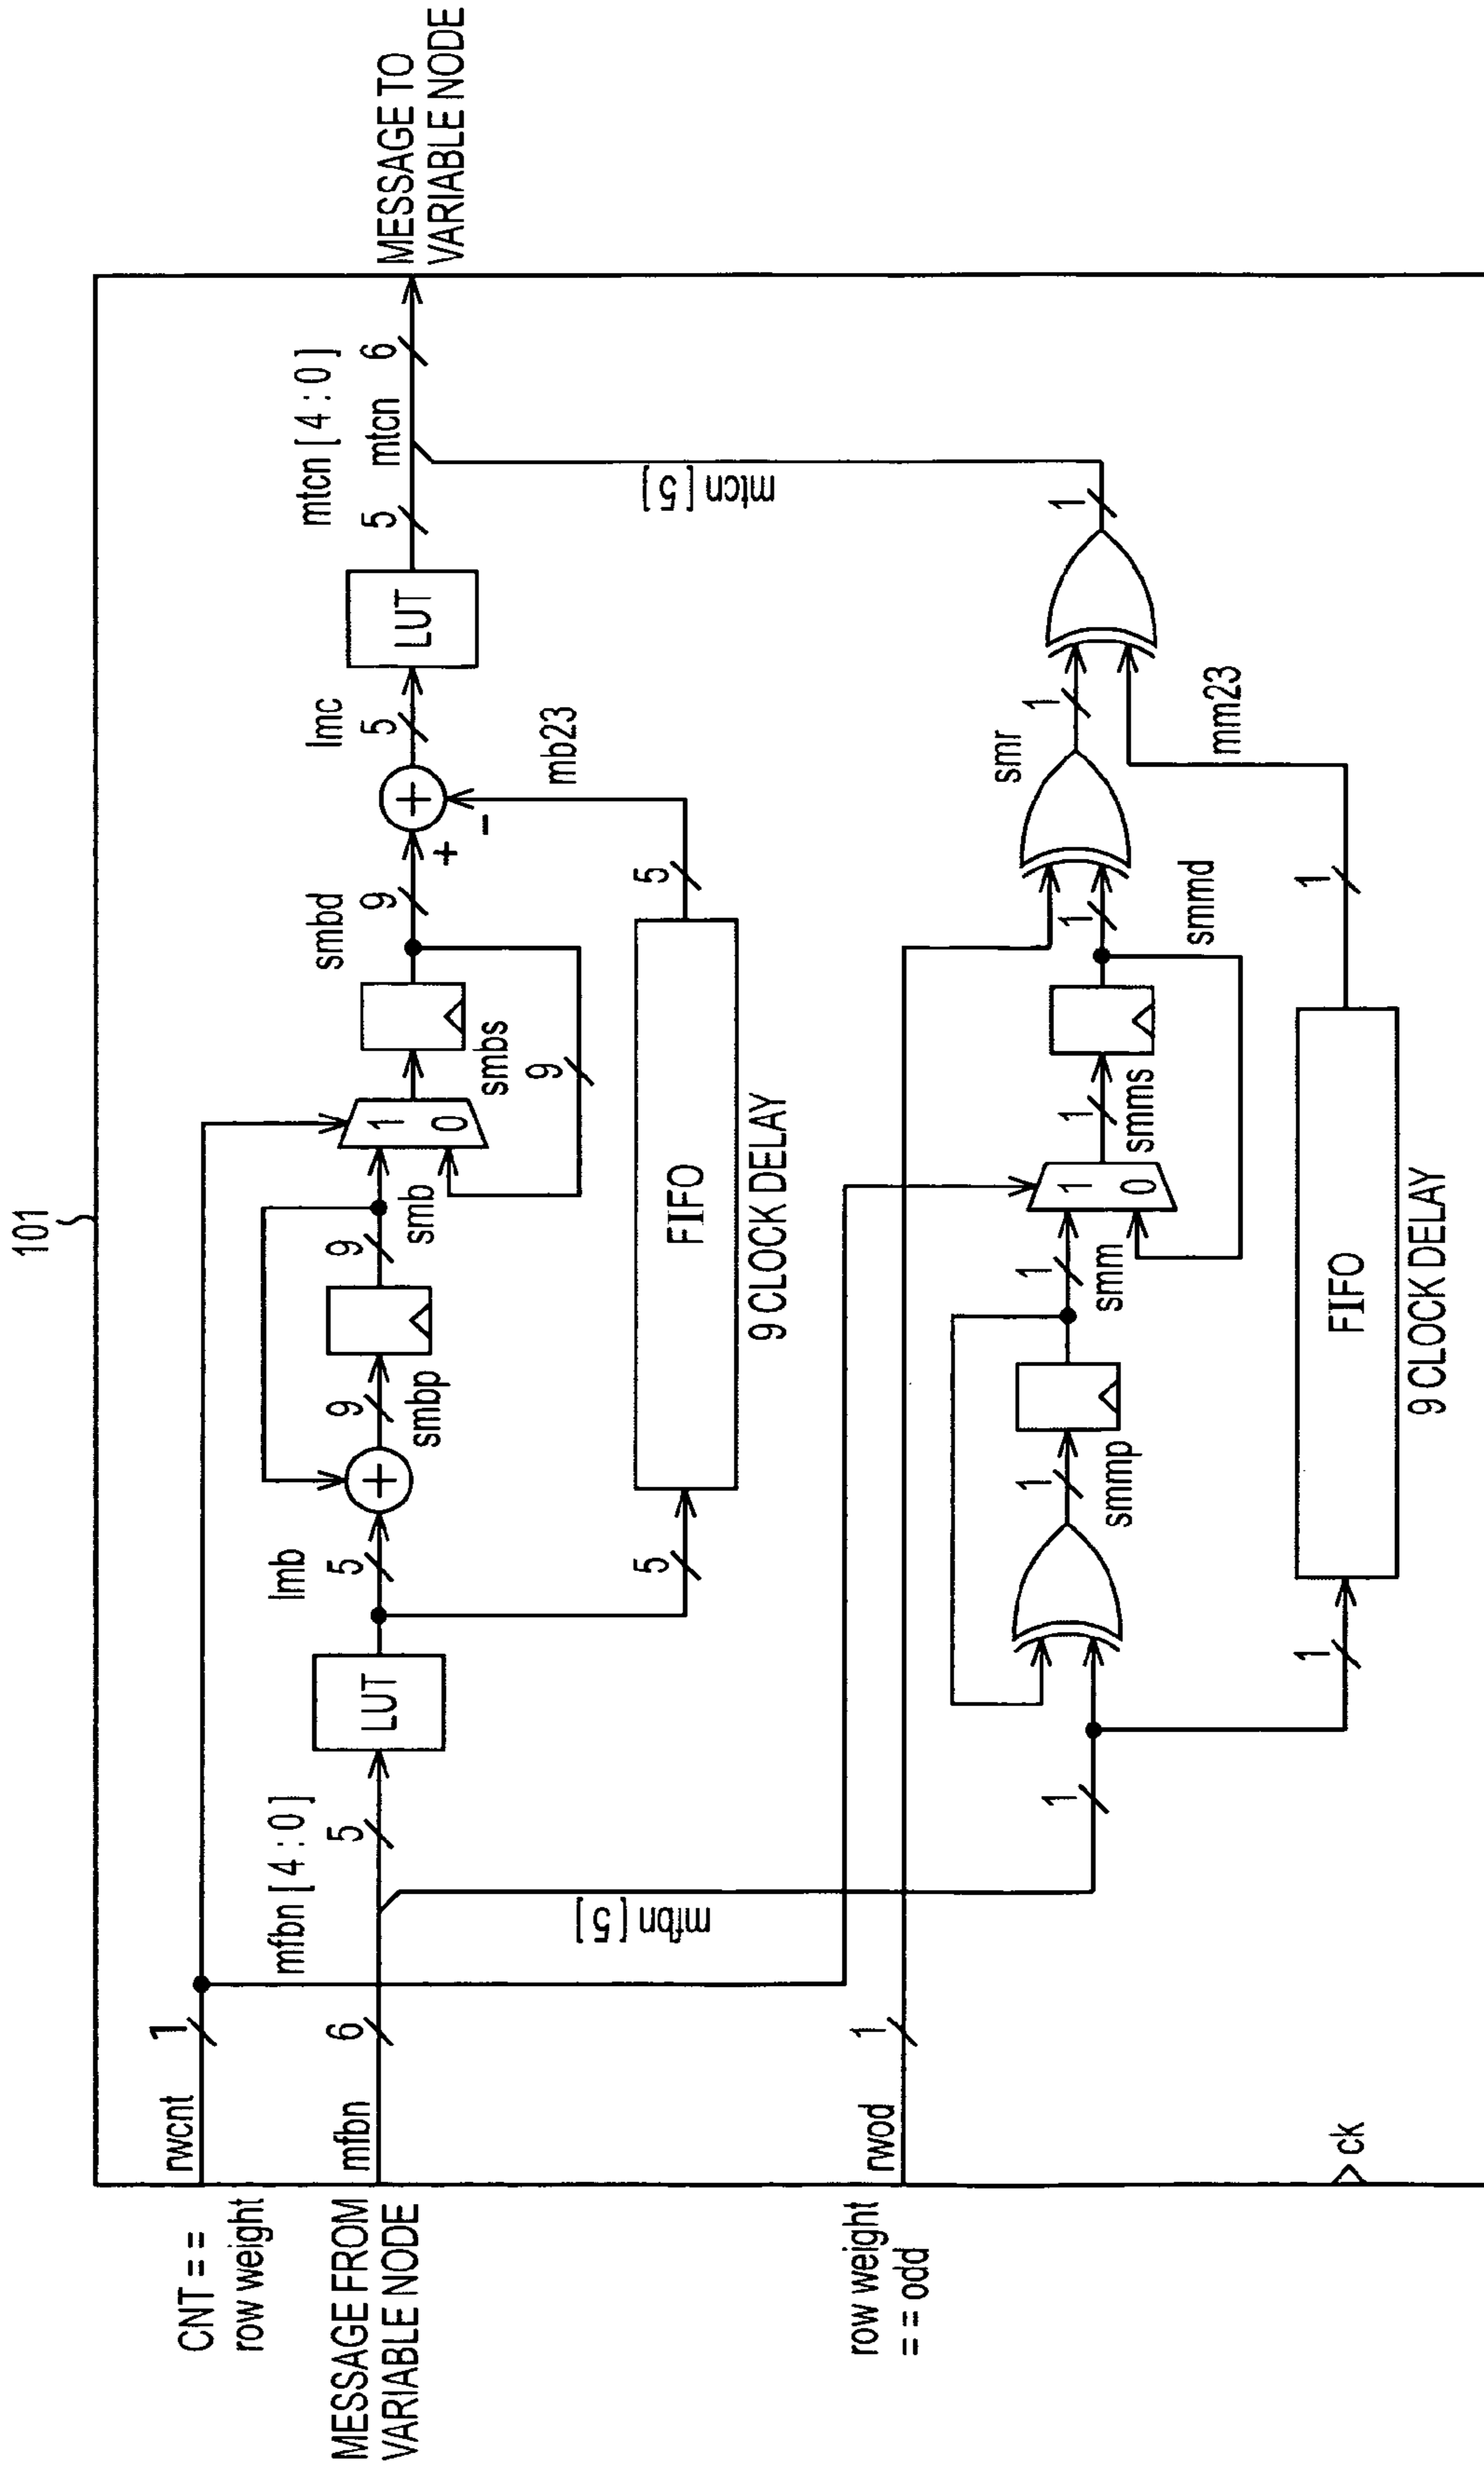 101
CNT = =
row weight
rwcnt
1
MESSAGE FROM
VARIABLE NODE
mfbn
6
mfbn [ 4 : 0 ]
5
mfbn [ 5 ]
LUT
lmb
5
5
smbp
9
9
smb
1
0
smbs
9
smbd
9
+
-
FIFO
9 CLOCK DELAY
5
mb23
lmc
5
LUT
mtcn [ 4 : 0 ]
5
mtcn
6
mtcn [ 5 ]
MESSAGE TO
VARIABLE NODE
row weight
= = odd
rwod
1
1
1
smmp
1
1
smm
1
0
1
smms
1
smmd
smr
1
1
FIFO
9 CLOCK DELAY
1
mm23
ck